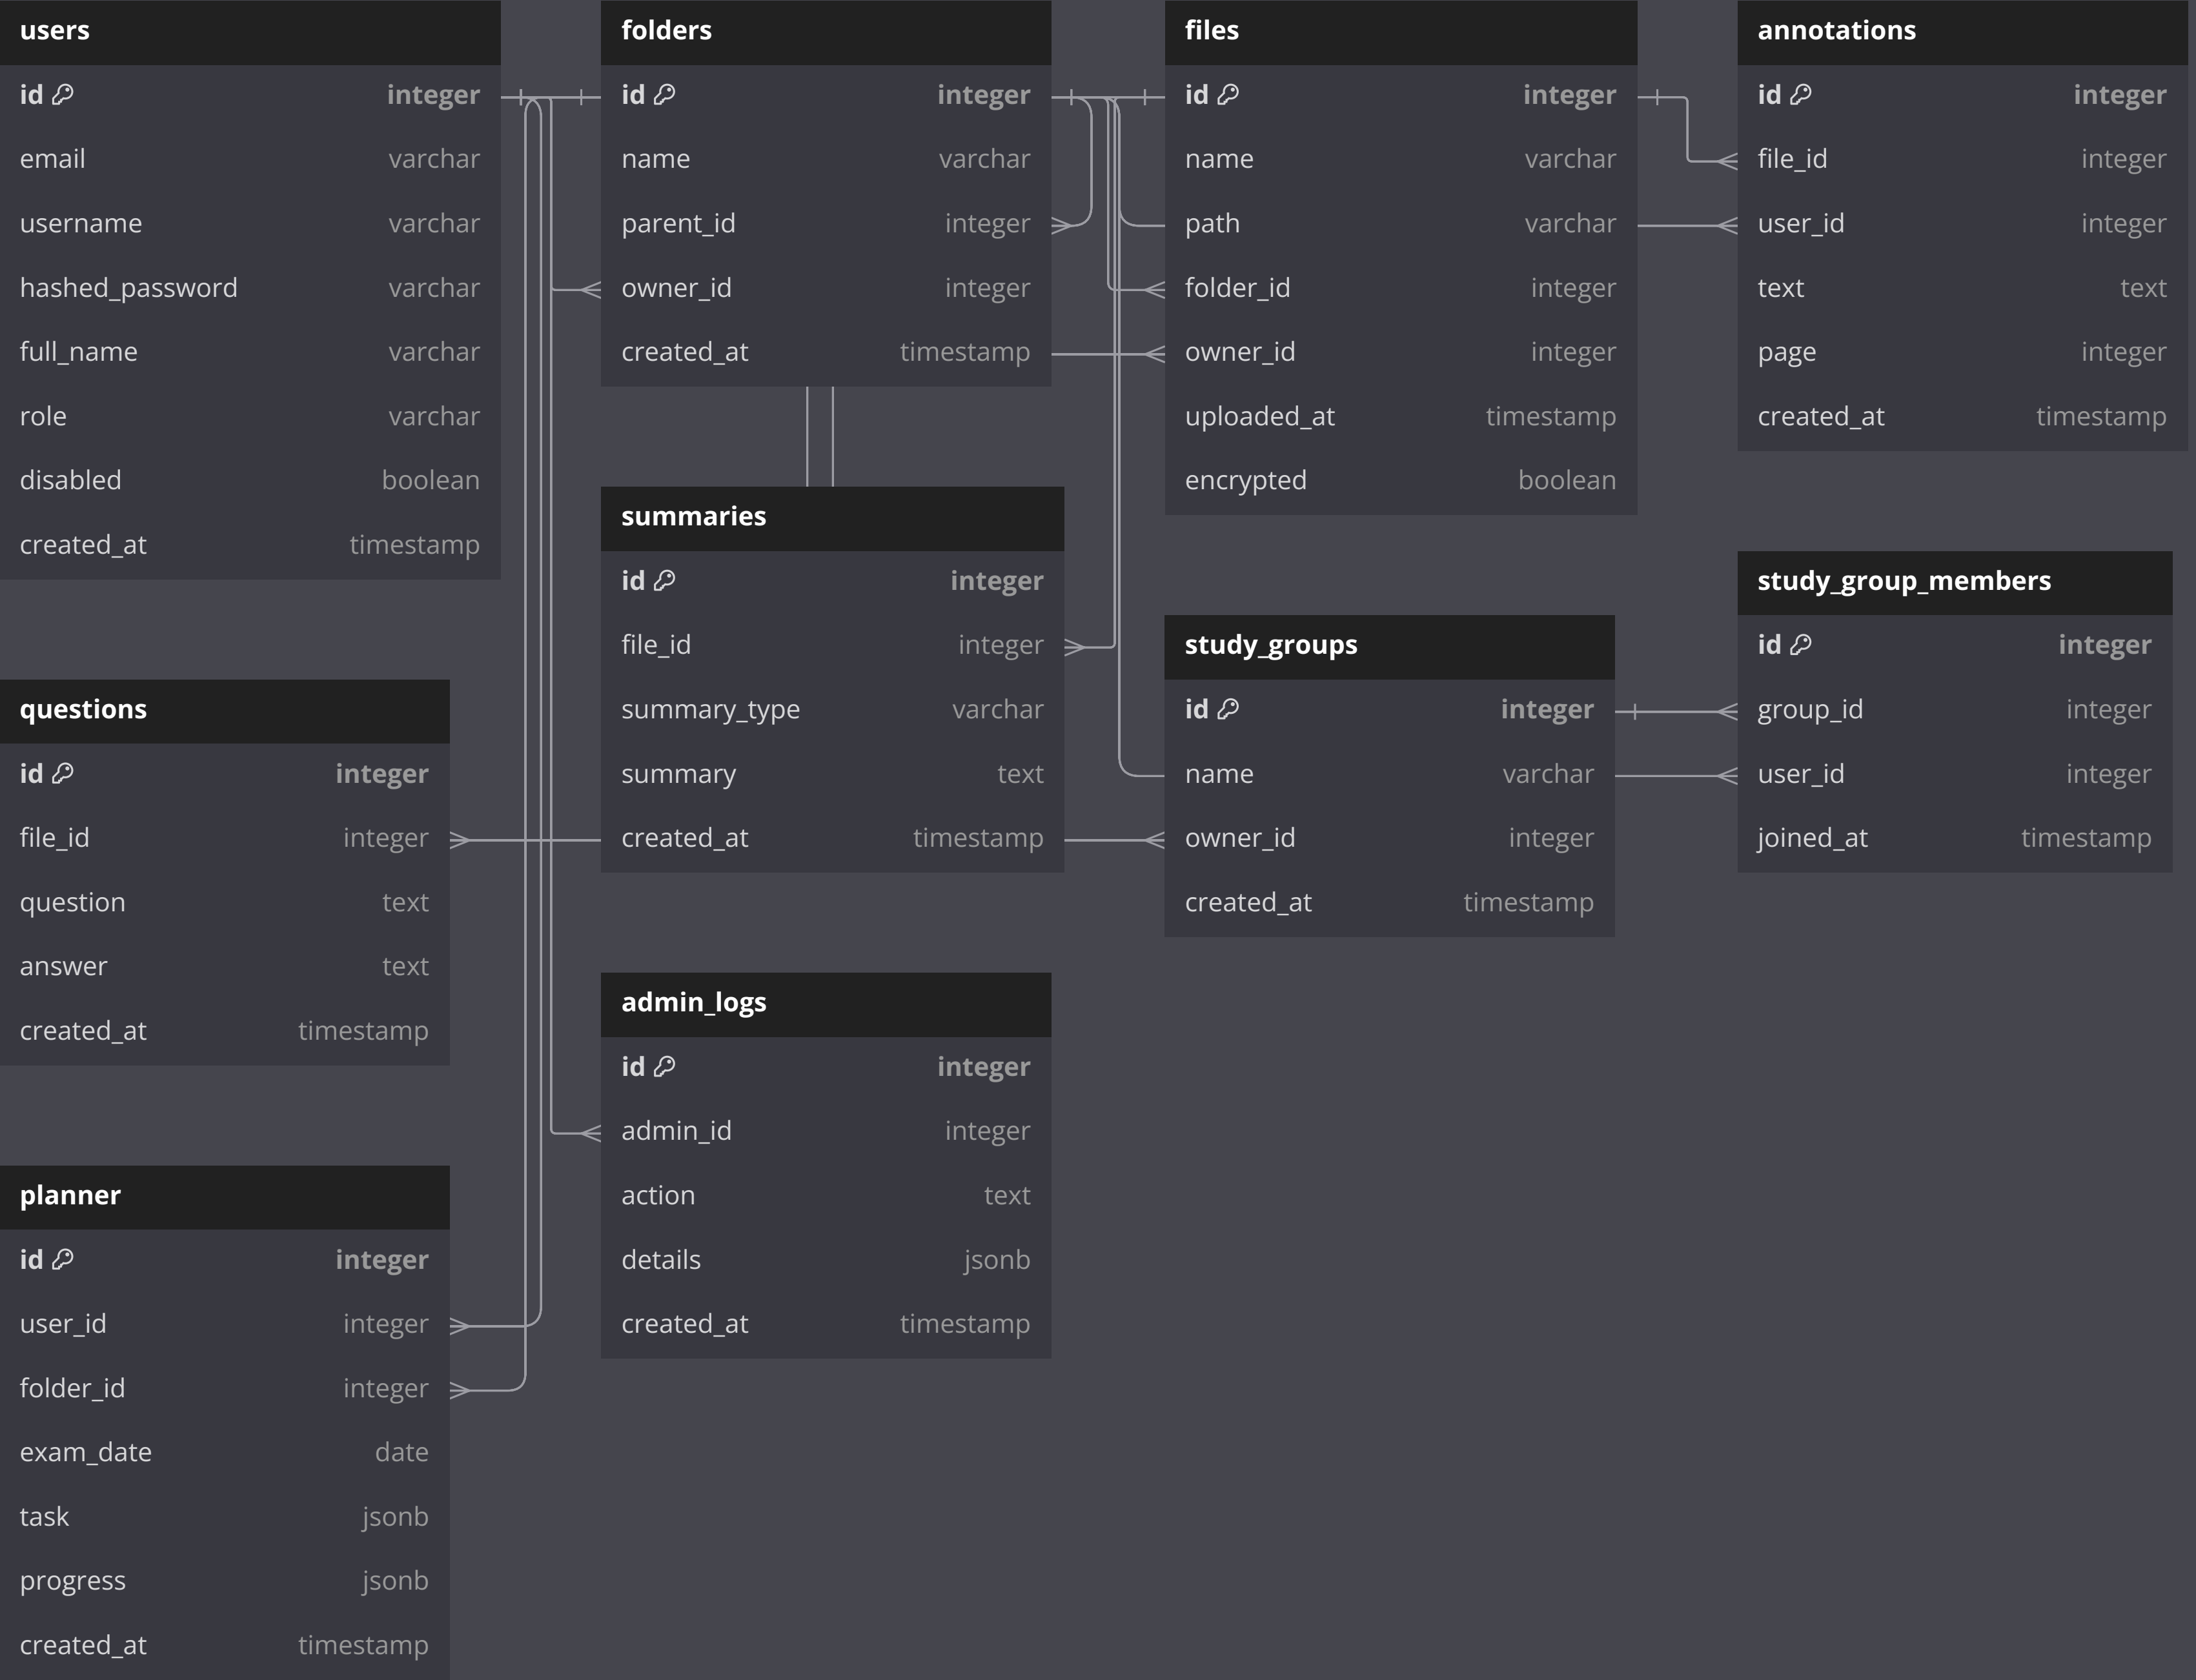 users
id integer
email varchar
username varchar
hashed_password varchar
full_name varchar
role varchar
disabled boolean
created_at timestamp
folders
id integer
name varchar
parent_id integer
owner_id integer
created_at timestamp
files
id integer
name varchar
path varchar
folder_id integer
owner_id integer
uploaded_at timestamp
encrypted boolean
annotations
id integer
file_id integer
user_id integer
text text
page integer
created_at timestamp
summaries
id integer
file_id integer
summary_type varchar
summary text
created_at timestamp
study_groups
id integer
name varchar
owner_id integer
created_at timestamp
study_group_members
id integer
group_id integer
user_id integer
joined_at timestamp
questions
id integer
file_id integer
question text
answer text
created_at timestamp
admin_logs
id integer
admin_id integer
action text
details jsonb
created_at timestamp
planner
id integer
user_id integer
folder_id integer
exam_date date
task jsonb
progress jsonb
created_at timestamp